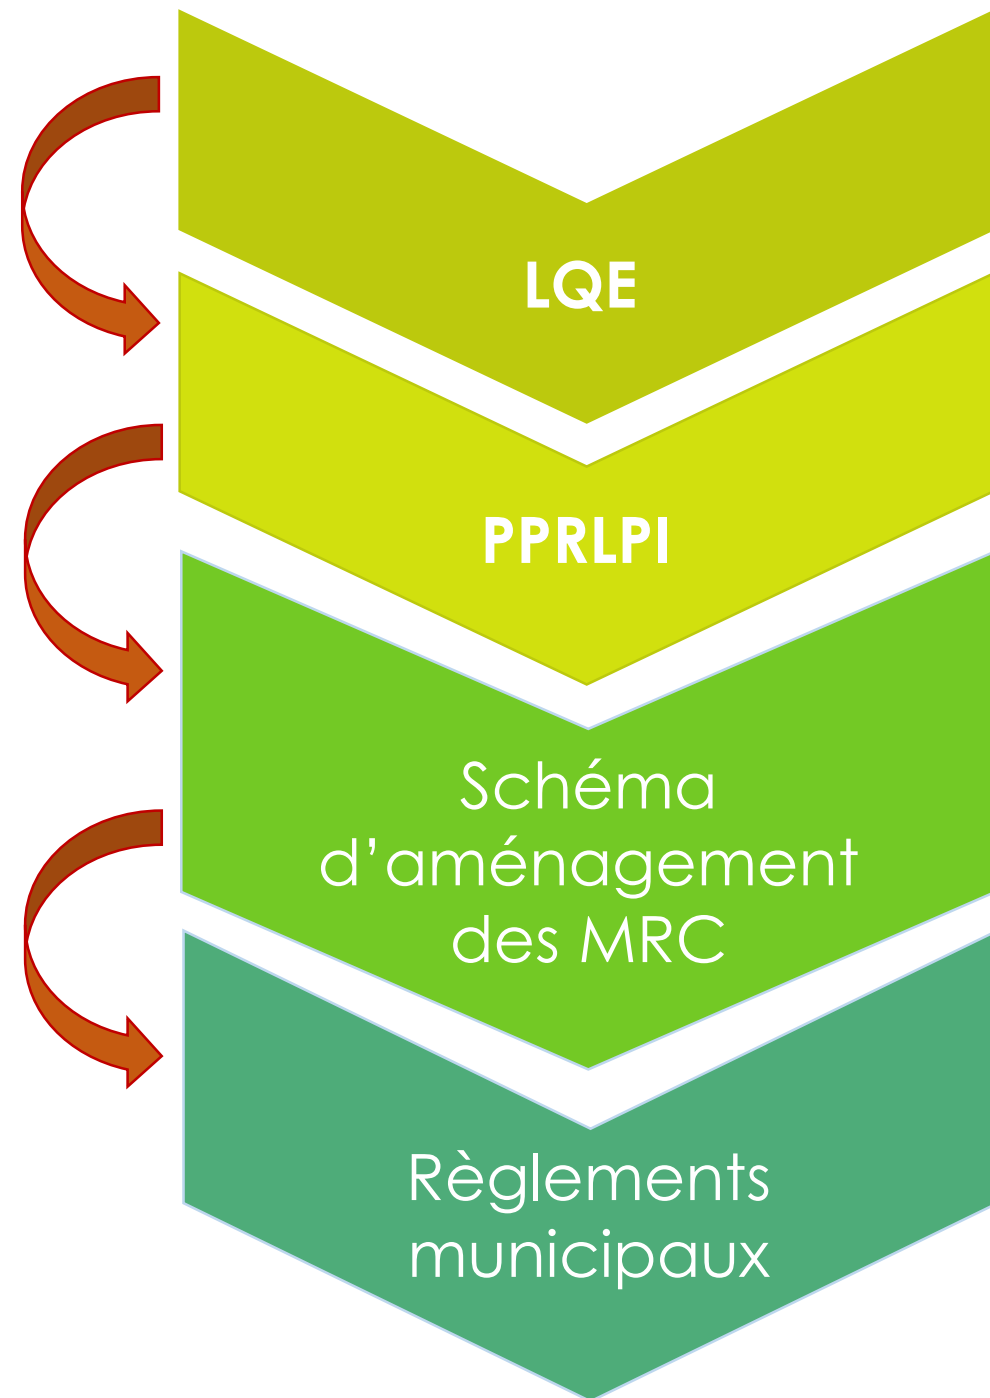 LQE
PPRLPI
Schéma
d’aménagement
des MRC
Règlements
municipaux